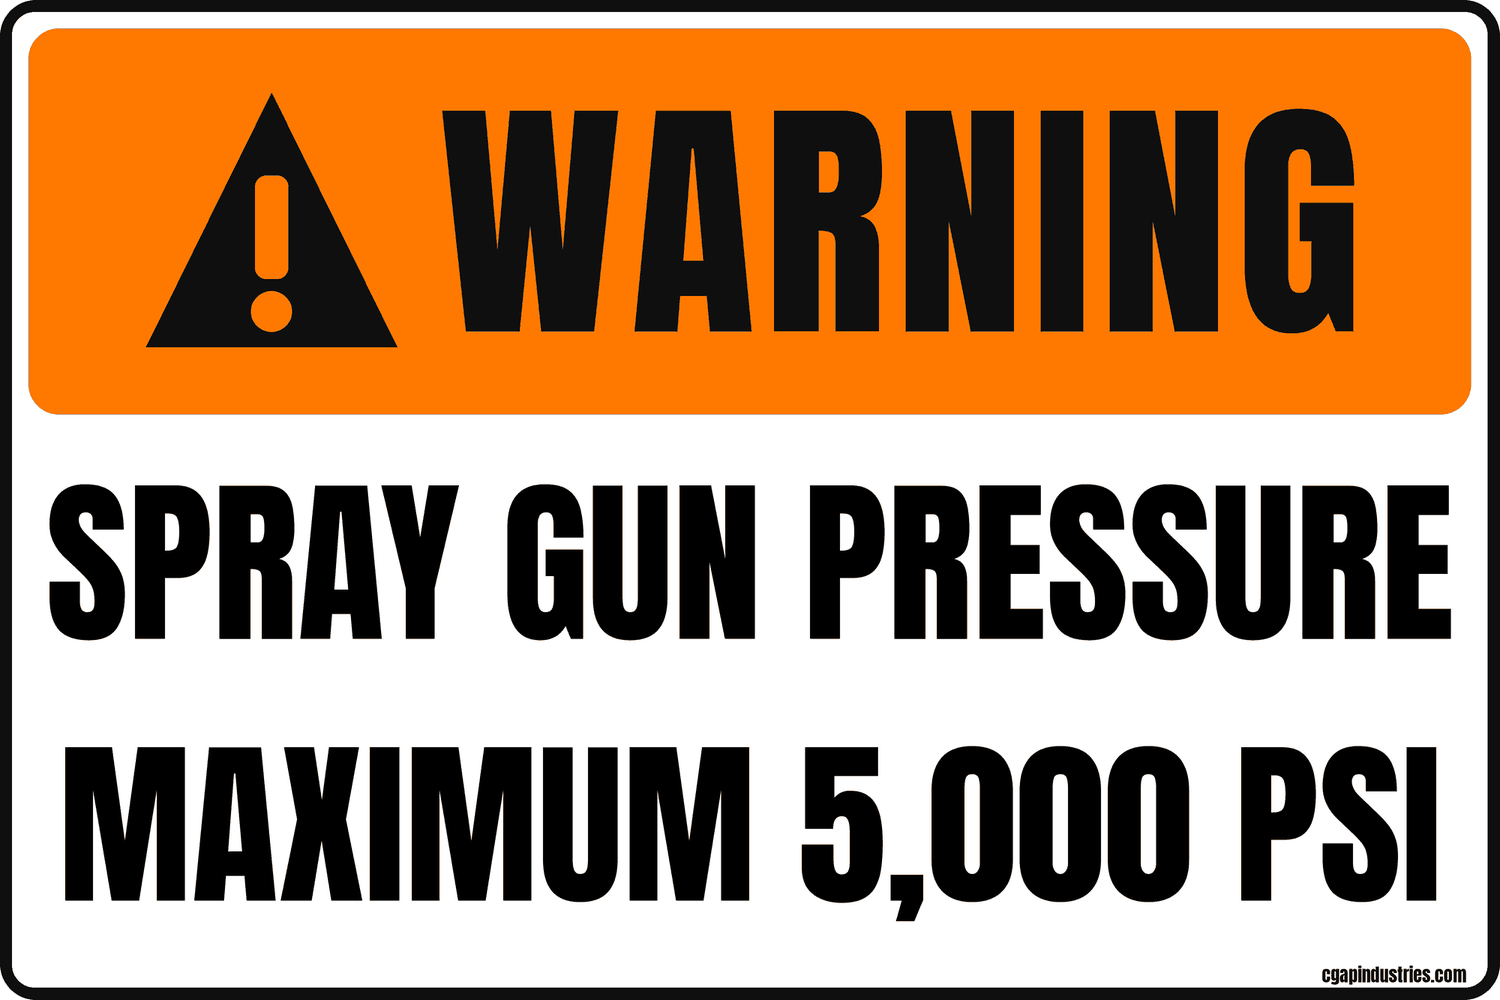 WARNING
SPRAY GUN PRESSURE
MAXIMUM 5,000 PSI
cgapindustries.com